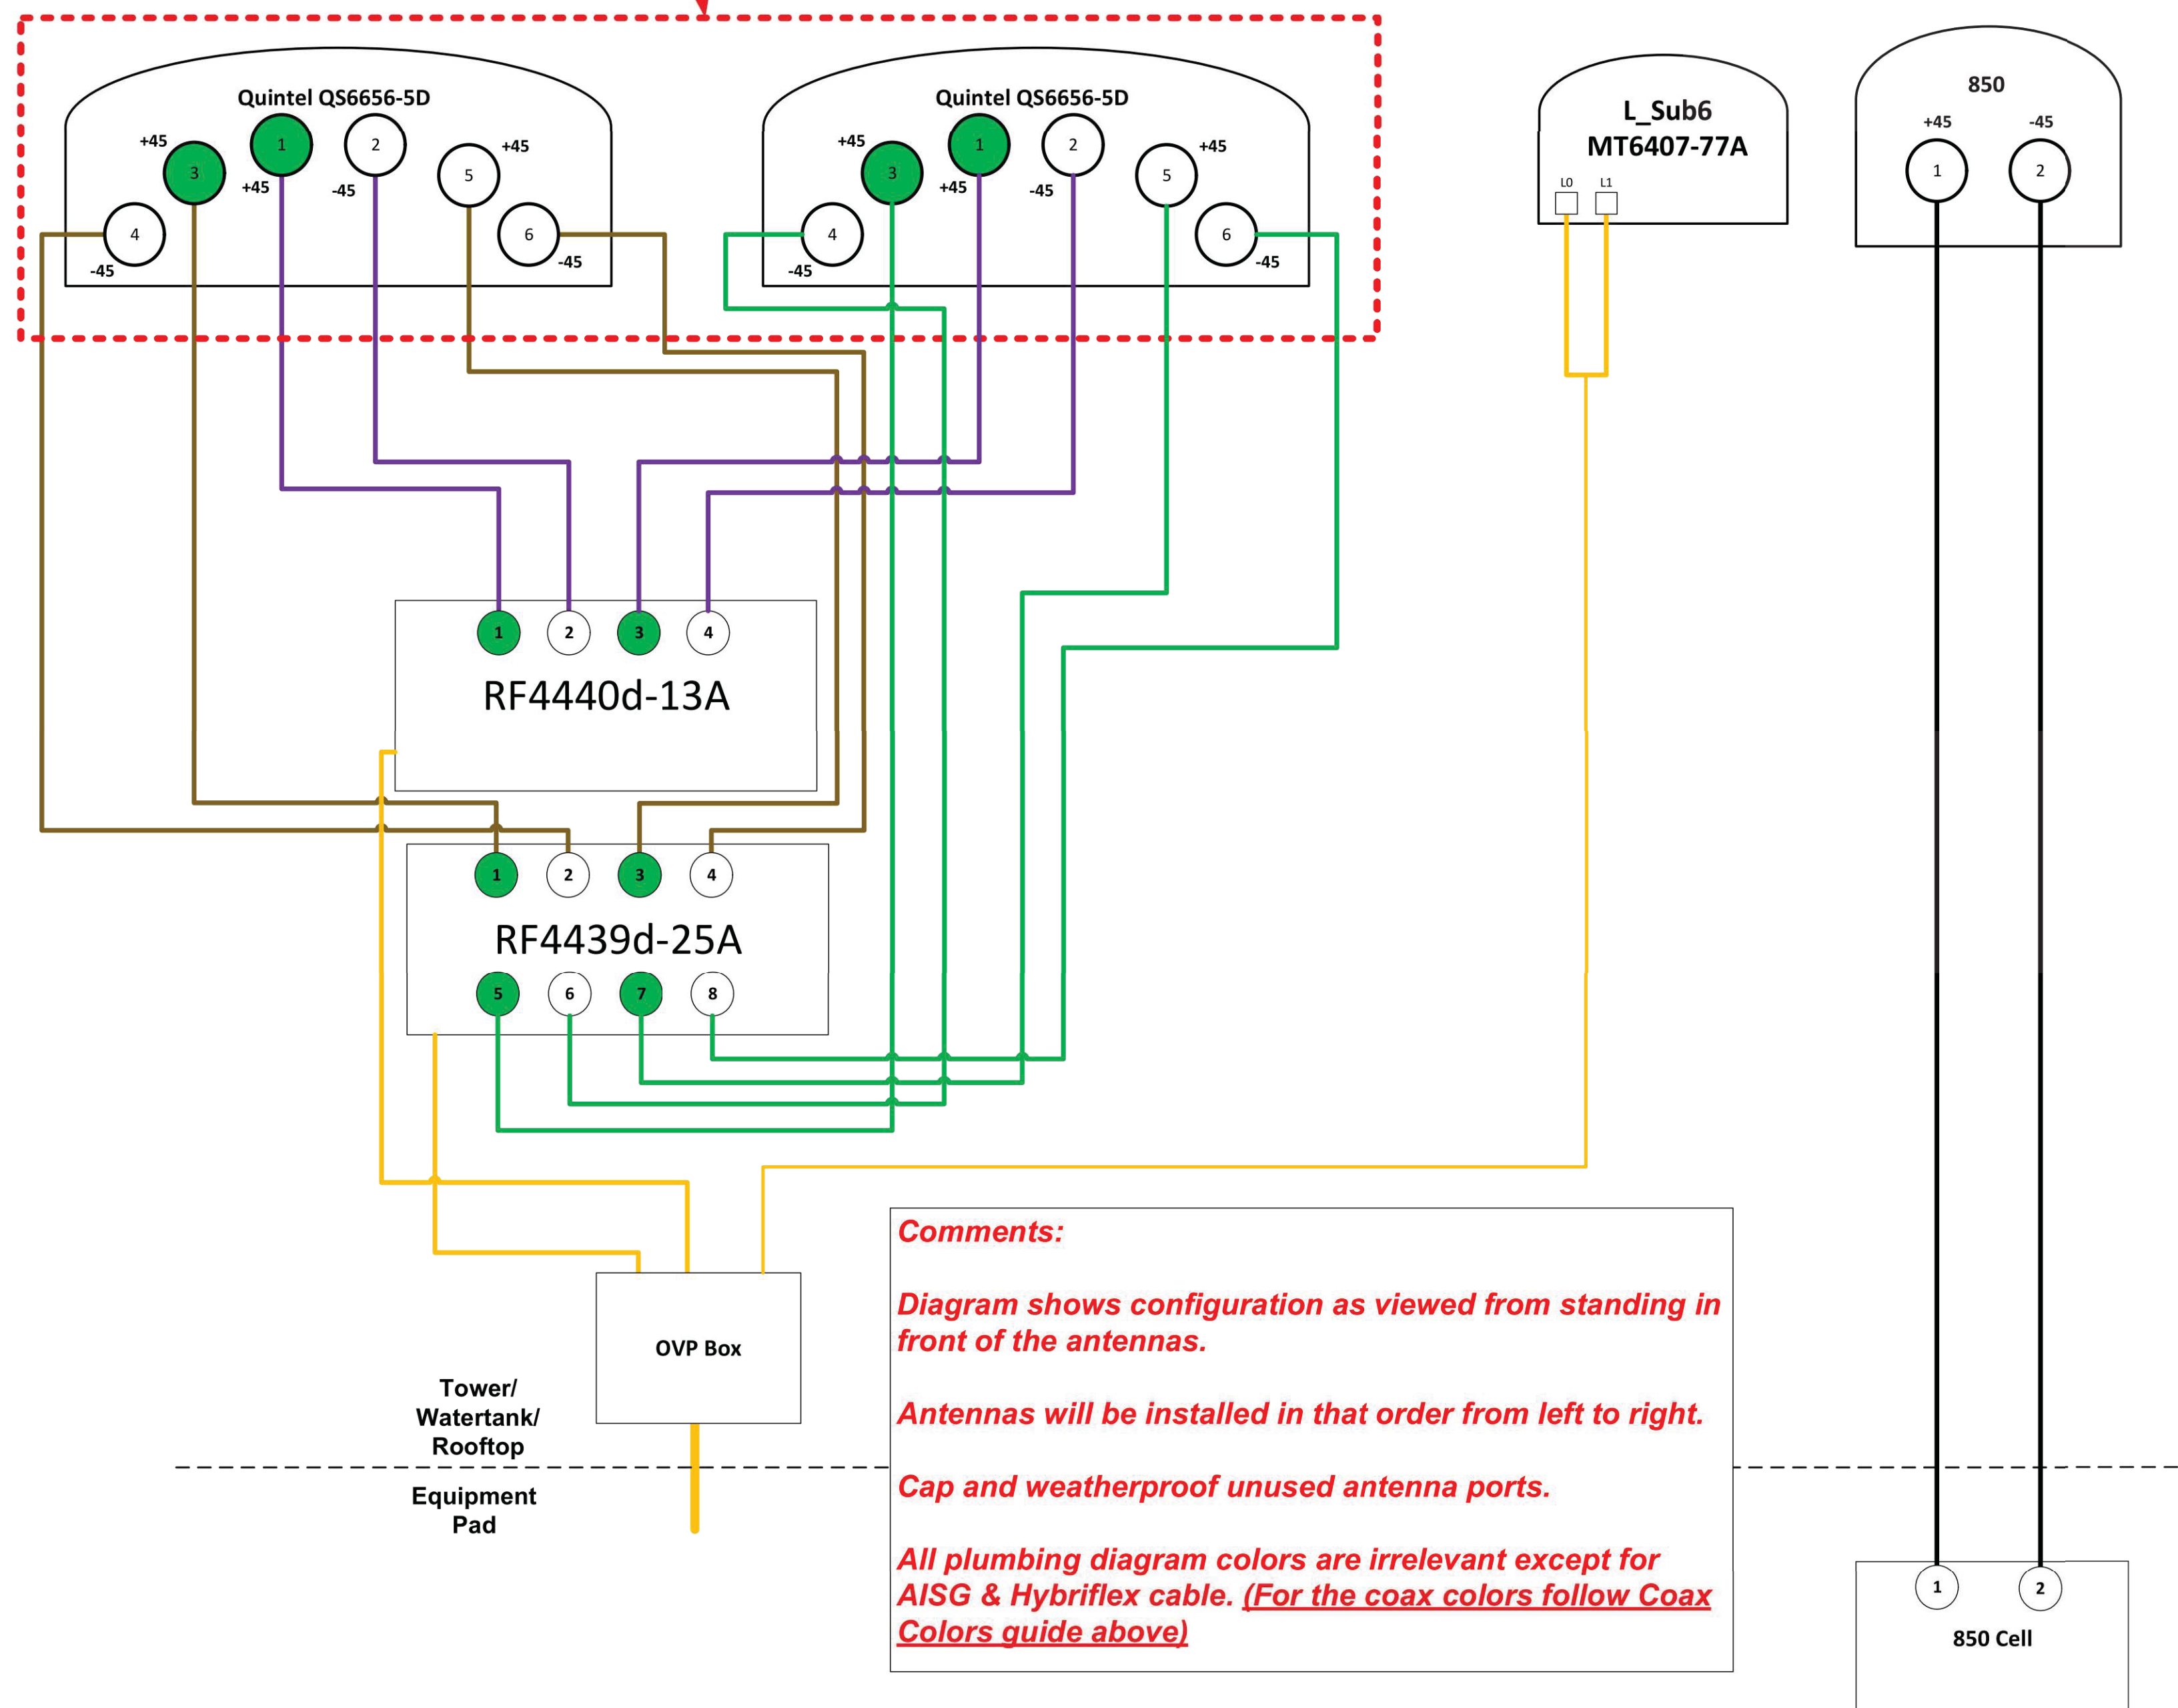 Quintel QS6656-5D
+45
3
1
+45
2
-45
5
+45
4
-45
6
-45
Quintel QS6656-5D
+45
3
1
+45
2
-45
5
+45
4
-45
6
-45
L_Sub6
MT6407-77A
L0 L1
850
+45 -45
1 2
1 2 3 4
RF4440d-13A
1 2 3 4
RF4439d-25A
5 6 7 8
OVP Box
Tower/
Watertank/
Rooftop
Equipment
Pad
Comments:
Diagram shows configuration as viewed from standing in
front of the antennas.
Antennas will be installed in that order from left to right.
Cap and weatherproof unused antenna ports.
All plumbing diagram colors are irrelevant except for
AISG & Hybriflex cable. (For the coax colors follow Coax
Colors guide above)
1 2
850 Cell